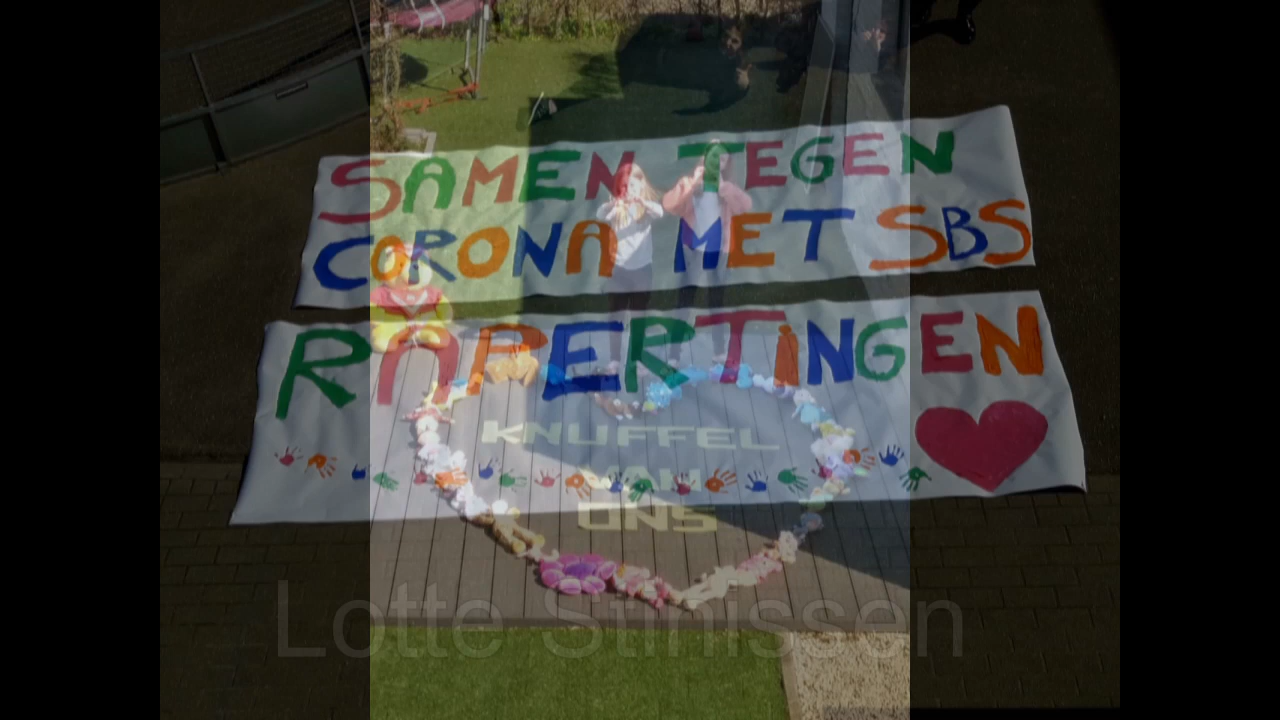 SAMEN TEGEN
CORONA MET SBS
RAPERTINGEN
KNUFFEL
VAN
ONS
Lotte Stinissen